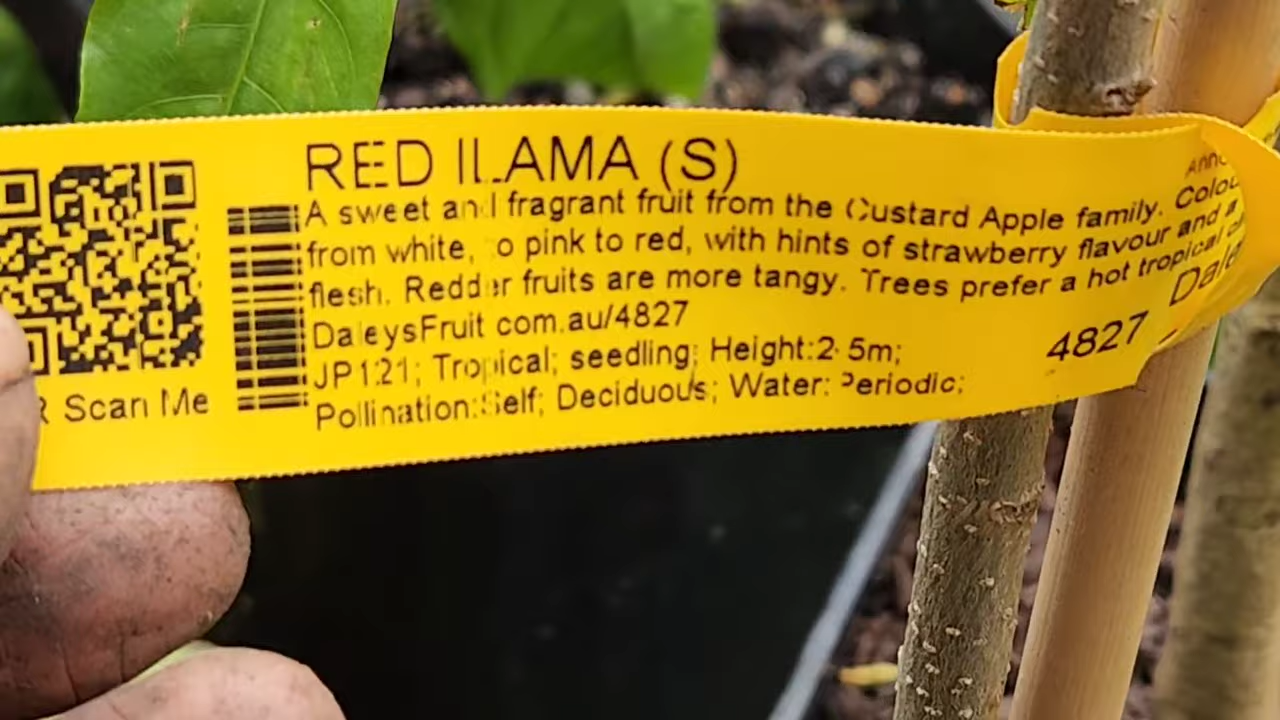 RED ILAMA (S)
A sweet and fragrant fruit from the Custard Apple family.
from white, to pink to red, with hints of strawberry flavour and a
flesh. Redder fruits are more tangy. Trees prefer a hot tropical
DaleysFruit.com.au/4827
JP121; Tropical; seedling; Height:2-5m;
Pollination:Self; Deciduous; Water: Periodic;
4827
Scan Me